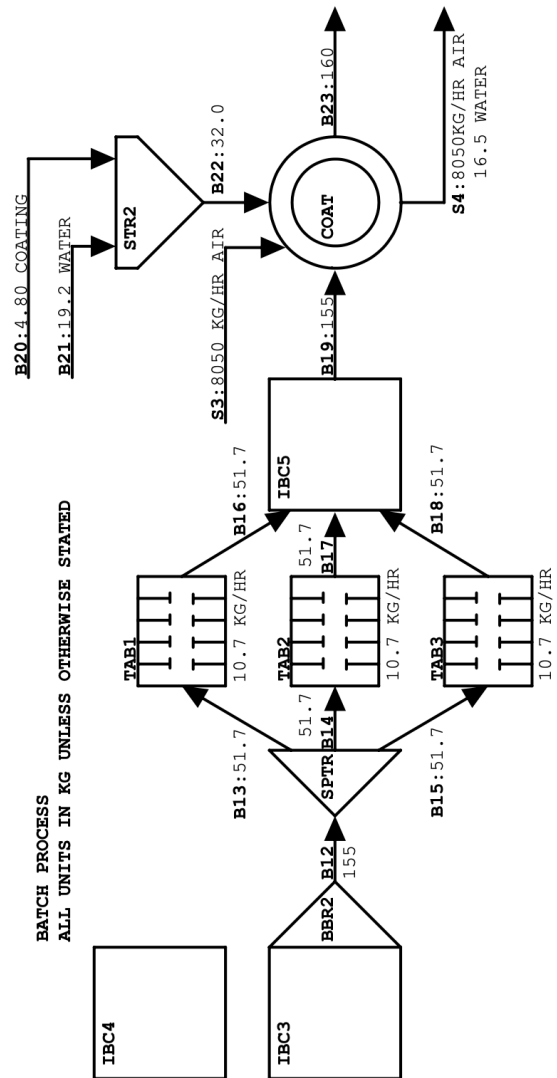 BATCH PROCESS
ALL UNITS IN KG UNLESS OTHERWISE STATED
IBC4
IBC3
BBR2
B12
155
SPTR
B13:51.7
51.7
B14
B15:51.7
TAB1
10.7 KG/HR
TAB2
10.7 KG/HR
TAB3
10.7 KG/HR
B16:51.7
51.7
B17
B18:51.7
IBC5
B19:155
B20:4.80 COATING
B21:19.2 WATER
STR2
B22:32.0
S3:8050 KG/HR AIR
COAT
B23:160
S4:8050KG/HR AIR
16.5 WATER